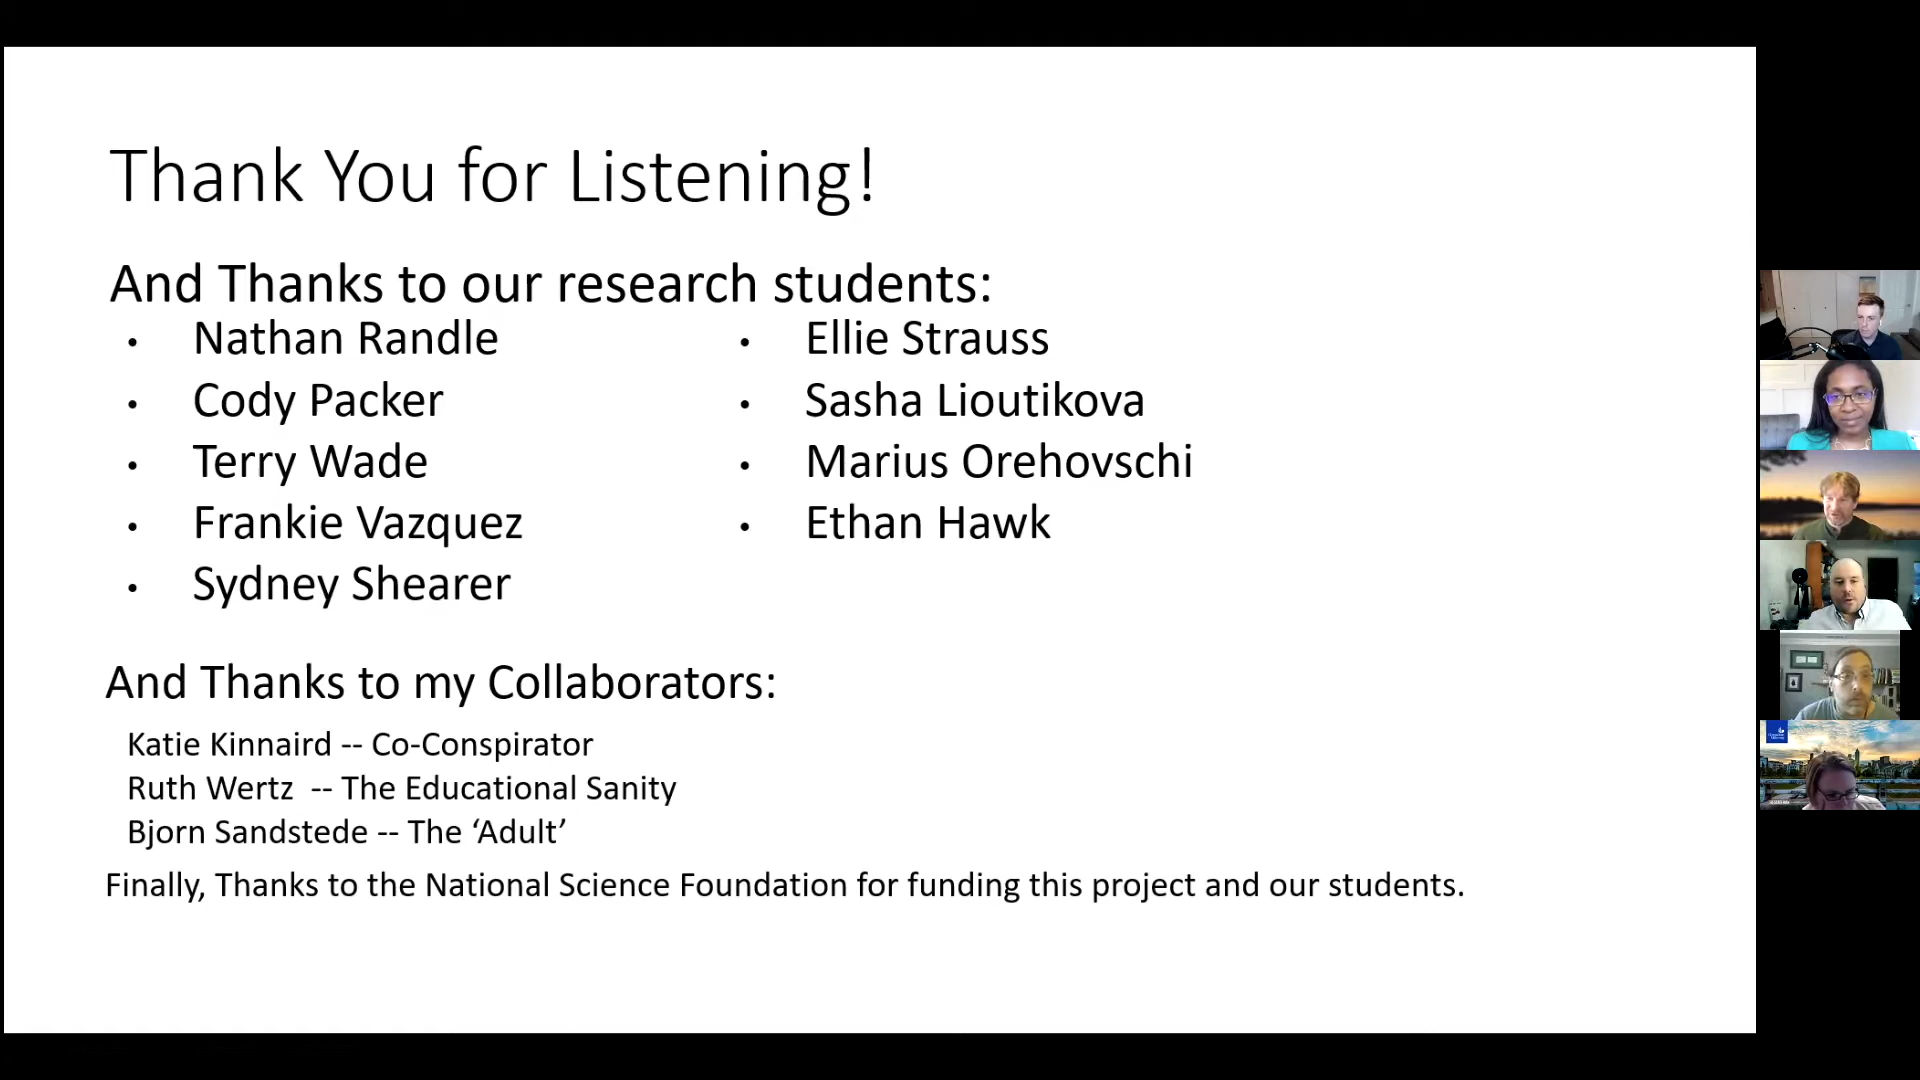 Thank You for Listening!
And Thanks to our research students:
• Nathan Randle
• Cody Packer
• Terry Wade
• Frankie Vazquez
• Sydney Shearer
• Ellie Strauss
• Sasha Lioutikova
• Marius Orehovschi
• Ethan Hawk
And Thanks to my Collaborators:
Katie Kinnaird -- Co-Conspirator
Ruth Wertz -- The Educational Sanity
Bjorn Sandstede -- The ‘Adult’
Finally, Thanks to the National Science Foundation for funding this project and our students.